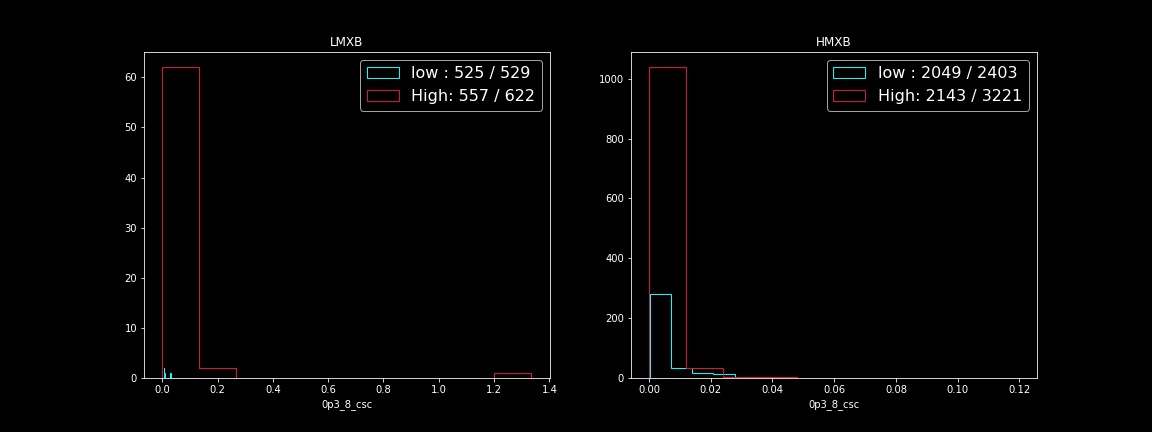 LMXB
low : 525 / 529
High: 557 / 622
60
50
40
30
20
10
0
0.0 0.2 0.4 0.6 0.8 1.0 1.2 1.4
0p3_8_csc
HMXB
low : 2049 / 2403
High: 2143 / 3221
1000
800
600
400
200
0
0.00 0.02 0.04 0.06 0.08 0.10 0.12
0p3_8_csc